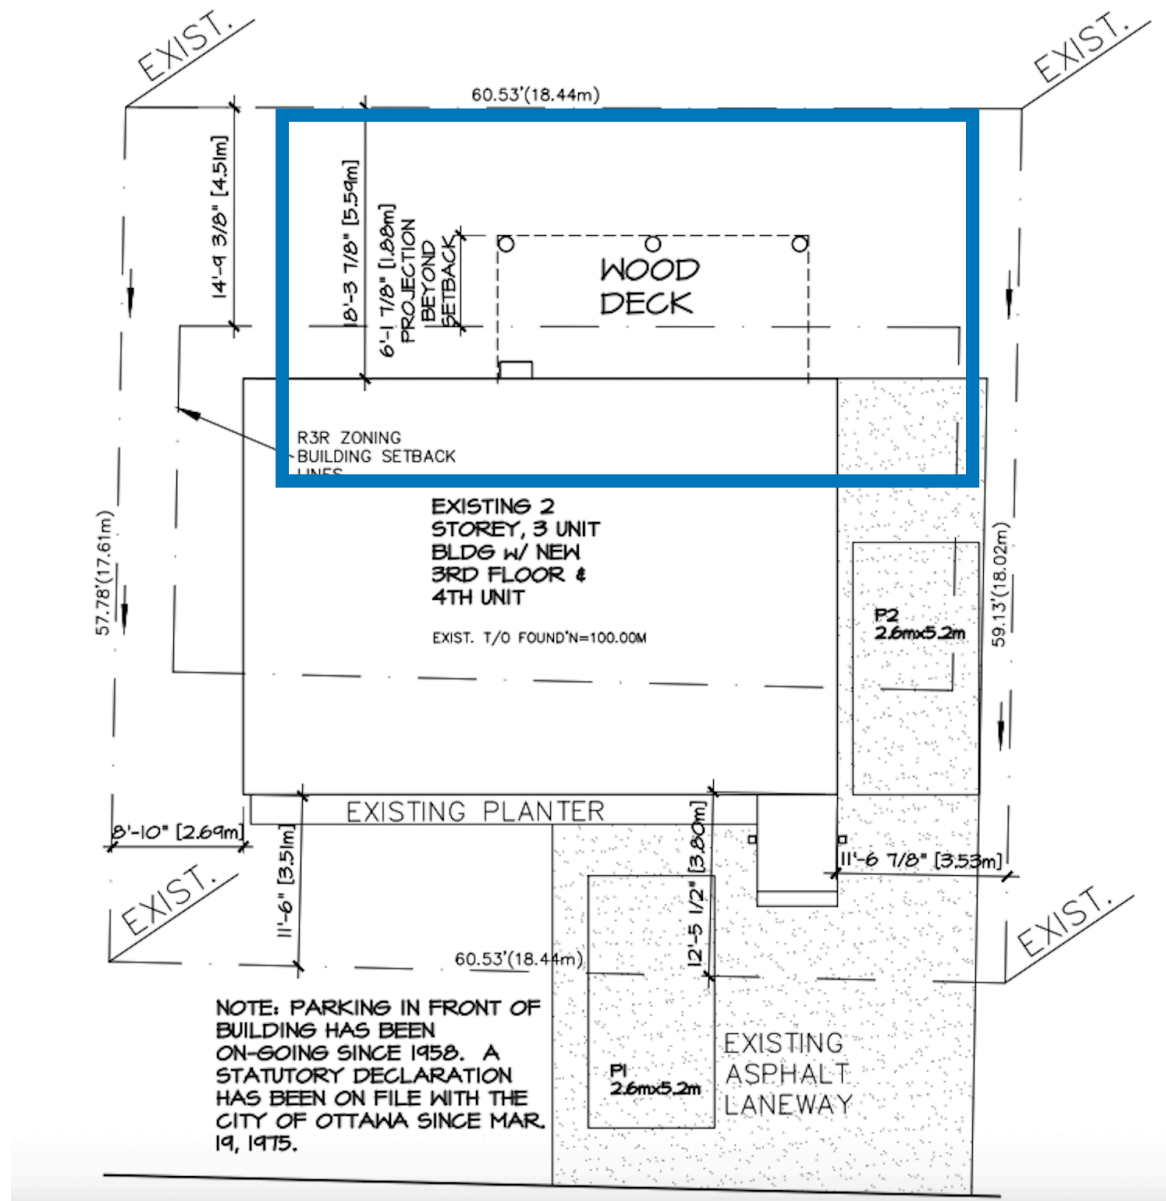 EXIST.
EXIST.
60.53'(18.44m)
14'-9 3/8" [4.51m]
18'-3 7/8" [5.59m]
6'-1 7/8" [1.88m]
PROJECTION
BEYOND
SETBACK
WOOD
DECK
R3R ZONING
BUILDING SETBACK
LINES
EXISTING 2
STOREY, 3 UNIT
BLDG w/ NEW
3RD FLOOR &
4TH UNIT
EXIST. T/O FOUND'N=100.00M
57.78'(17.61m)
59.13'(18.02m)
P2
2.6mx5.2m
EXISTING PLANTER
8'-10" [2.69m]
11'-6" [3.51m]
12'-5 1/2" [3.80m]
11'-6 7/8" [3.53m]
EXIST.
EXIST.
60.53'(18.44m)
NOTE: PARKING IN FRONT OF
BUILDING HAS BEEN
ON-GOING SINCE 1958. A
STATUTORY DECLARATION
HAS BEEN ON FILE WITH THE
CITY OF OTTAWA SINCE MAR.
19, 1975.
P1
2.6mx5.2m
EXISTING
ASPHALT
LANEWAY